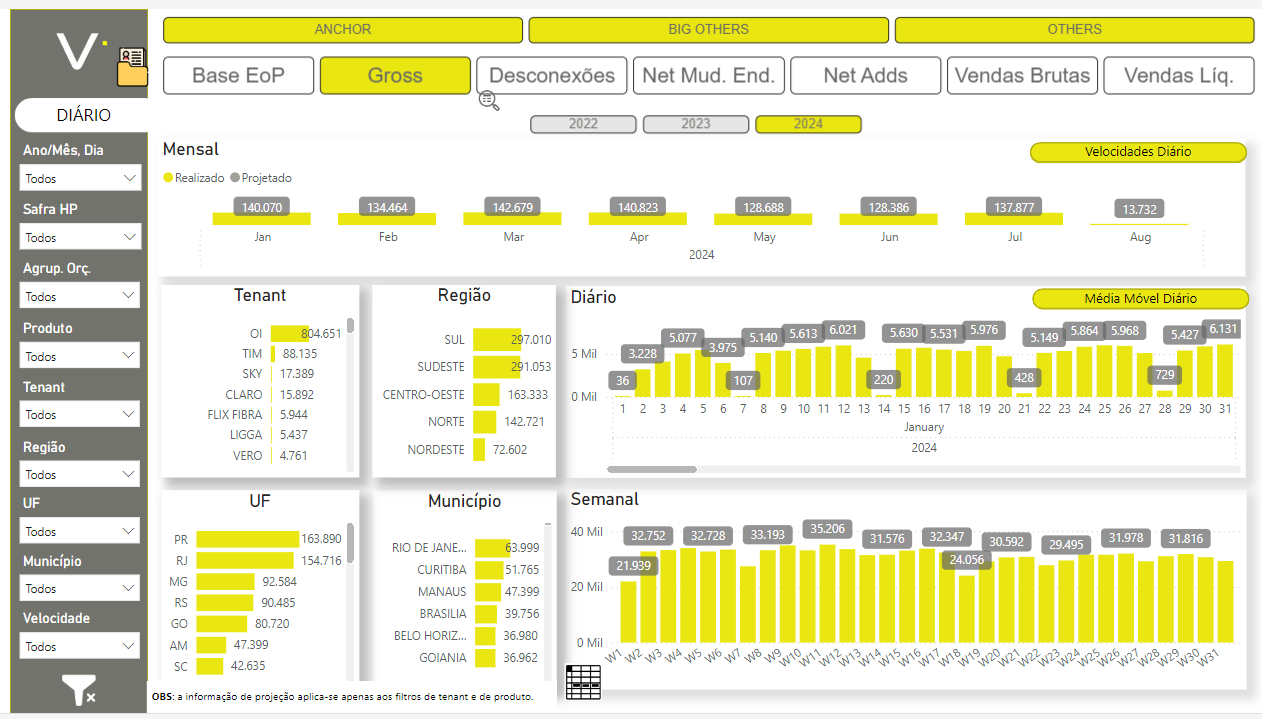 V.
ANCHOR
BIG OTHERS
OTHERS
Base EoP
Gross
Desconexões
Net Mud. End.
Net Adds
Vendas Brutas
Vendas Líq.
2022
2023
2024
DIÁRIO
Ano/Mês, Dia
Todos
Safra HP
Todos
Agrup. Orç.
Todos
Produto
Todos
Tenant
Todos
Região
Todos
UF
Todos
Município
Todos
Velocidade
Todos
Mensal
Velocidades Diário
Realizado Projetado
140.070 134.464 142.679 140.823 128.688 128.386 137.877 13.732
Jan Feb Mar Apr May Jun Jul Aug
2024
Tenant
OI 804.651
TIM 88.135
SKY 17.389
CLARO 15.892
FLIX FIBRA 5.944
LIGGA 5.437
VERO 4.761
Região
SUL 297.010
SUDESTE 291.053
CENTRO-OESTE 163.333
NORTE 142.721
NORDESTE 72.602
Diário
Média Móvel Diário
5 Mil
0 Mil
36 3.228 5.077 3.975 107 5.140 5.613 6.021 220 5.630 5.531 5.976 428 5.149 5.864 5.968 729 5.427 6.131
1 2 3 4 5 6 7 8 9 10 11 12 13 14 15 16 17 18 19 20 21 22 23 24 25 26 27 28 29 30 31
January
2024
UF
PR 163.890
RJ 154.716
MG 92.584
RS 90.485
GO 80.720
AM 47.399
SC 42.635
Município
RIO DE JANE... 63.999
CURITIBA 51.765
MANAUS 47.399
BRASILIA 39.756
BELO HORIZ... 36.980
GOIANIA 36.962
Semanal
40 Mil
20 Mil
0 Mil
21.939 32.752 32.728 33.193 35.206 31.576 32.347 24.056 30.592 29.495 31.978 31.816
W1 W2 W3 W4 W5 W6 W7 W8 W9 W10 W11 W12 W13 W14 W15 W16 W17 W18 W19 W20 W21 W22 W23 W24 W25 W26 W27 W28 W29 W30 W31
OBS: a informação de projeção aplica-se apenas aos filtros de tenant e de produto.